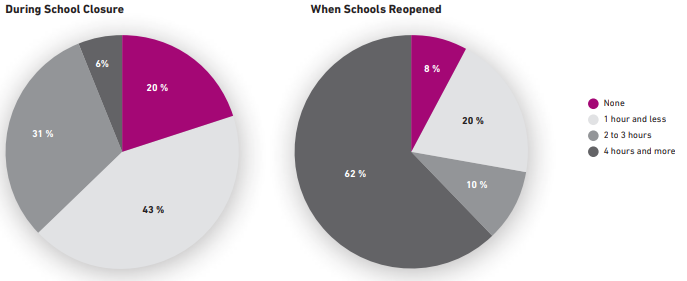 During School Closure
When Schools Reopened
6%
20 %
31 %
43 %
8 %
20 %
10 %
62 %
None
1 hour and less
2 to 3 hours
4 hours and more